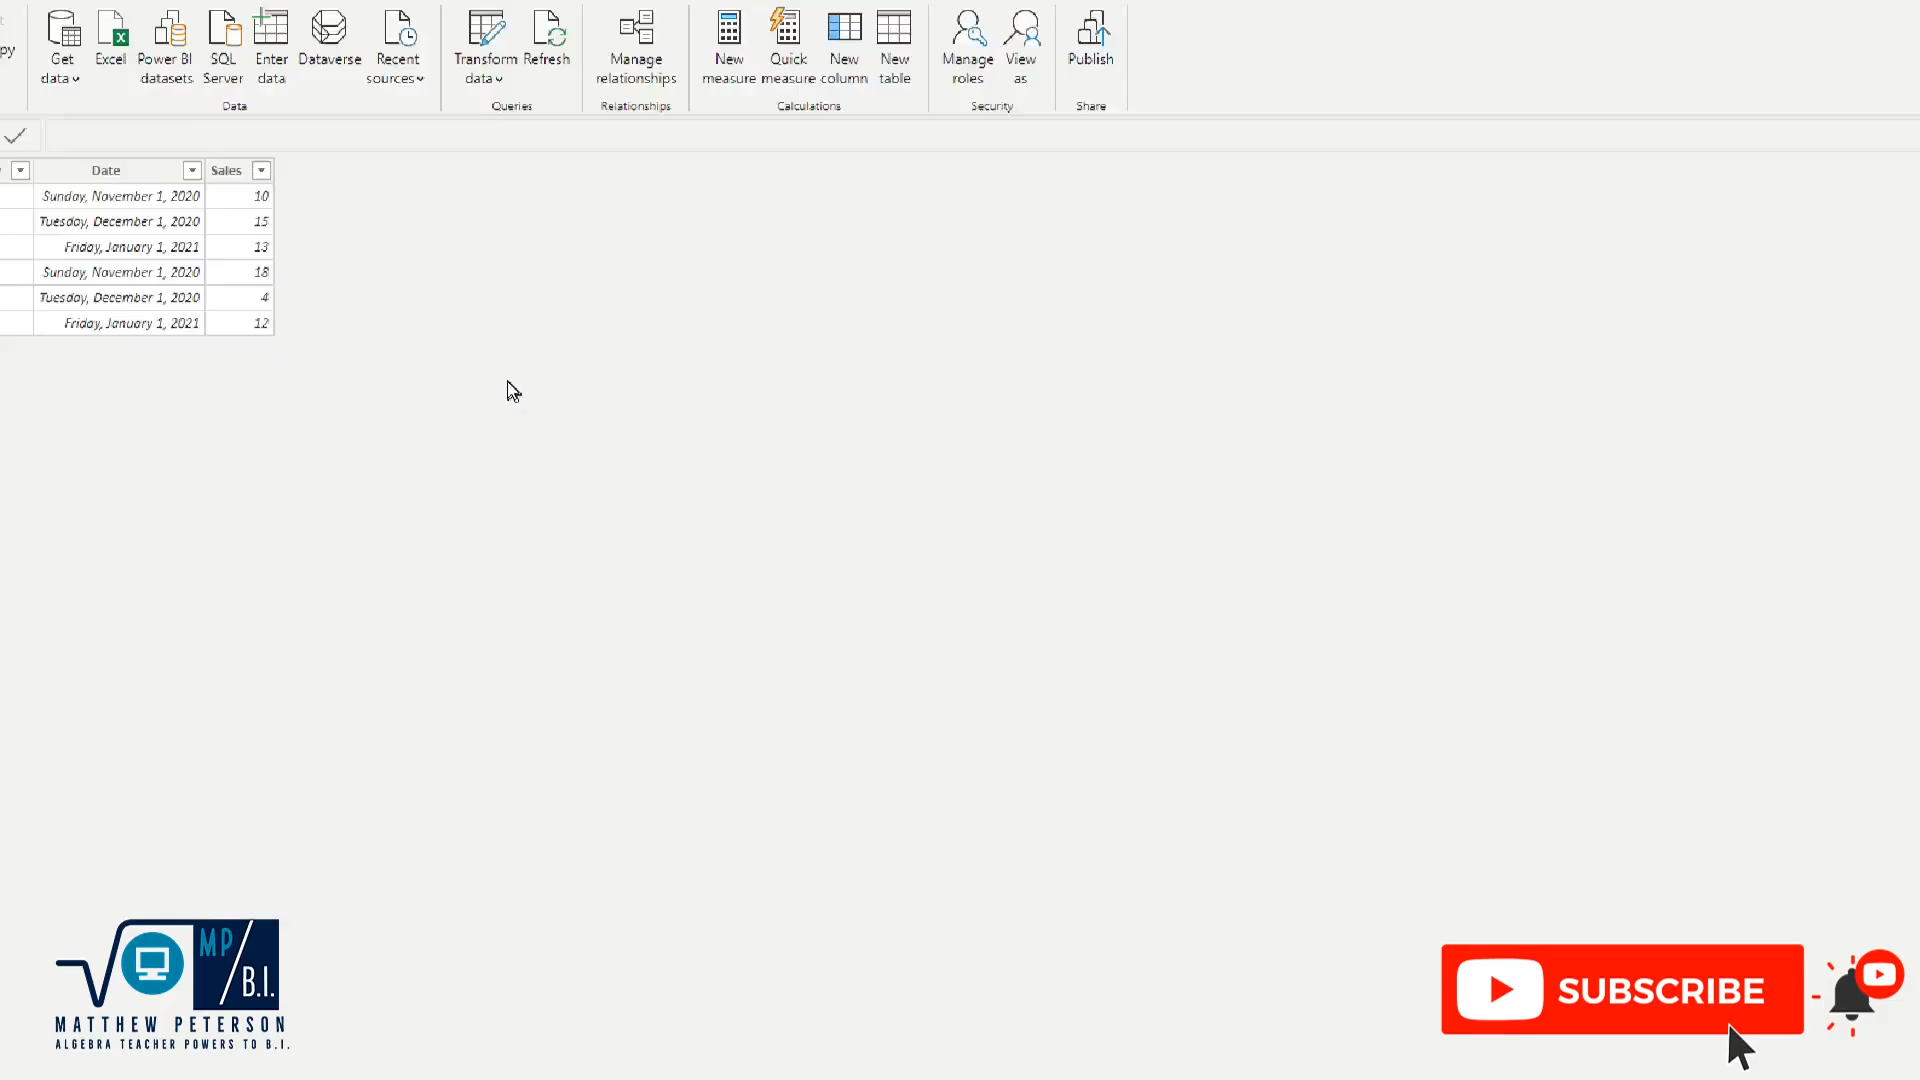 py
Get data
Excel
Power BI datasets
SQL Server
Enter data
Dataverse
Recent sources
Transform data
Refresh
Manage relationships
New measure
Quick measure
New column
New table
Manage roles
View as
Publish
Data
Queries
Relationships
Calculations
Security
Share
Date Sales
Sunday, November 1, 2020 10
Tuesday, December 1, 2020 15
Friday, January 1, 2021 13
Sunday, November 1, 2020 18
Tuesday, December 1, 2020 4
Friday, January 1, 2021 12
MP/B.I.
MATTHEW PETERSON
ALGEBRA TEACHER POWERS TO B.I.
SUBSCRIBE